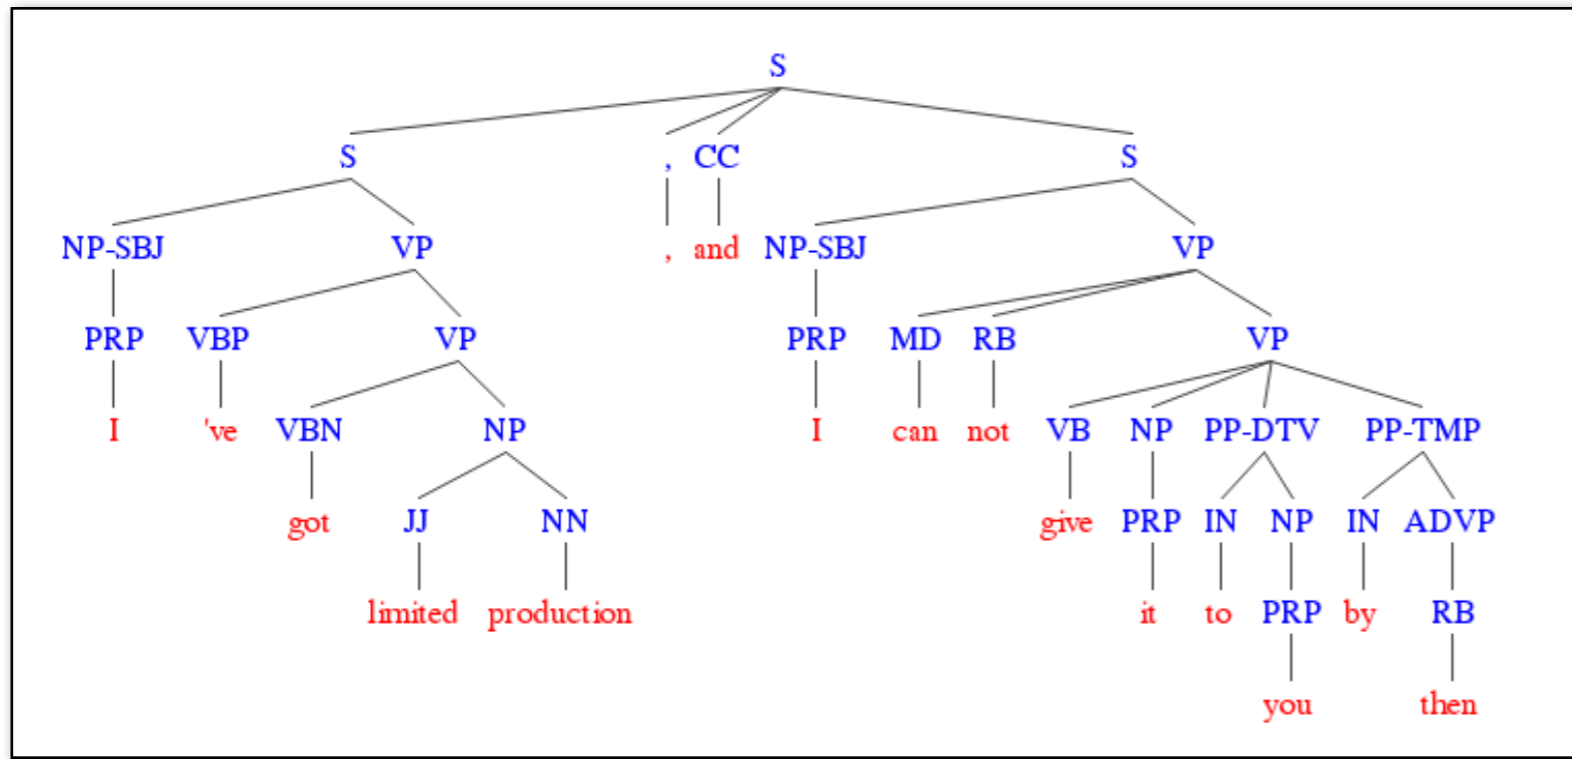 S
S , CC S
NP-SBJ VP , and NP-SBJ VP
PRP VBP VP PRP MD RB VP
I 've VBN NP I can not VB NP PP-DTV PP-TMP
got JJ NN give PRP IN NP IN ADVP
limited production it to PRP by RB
you then